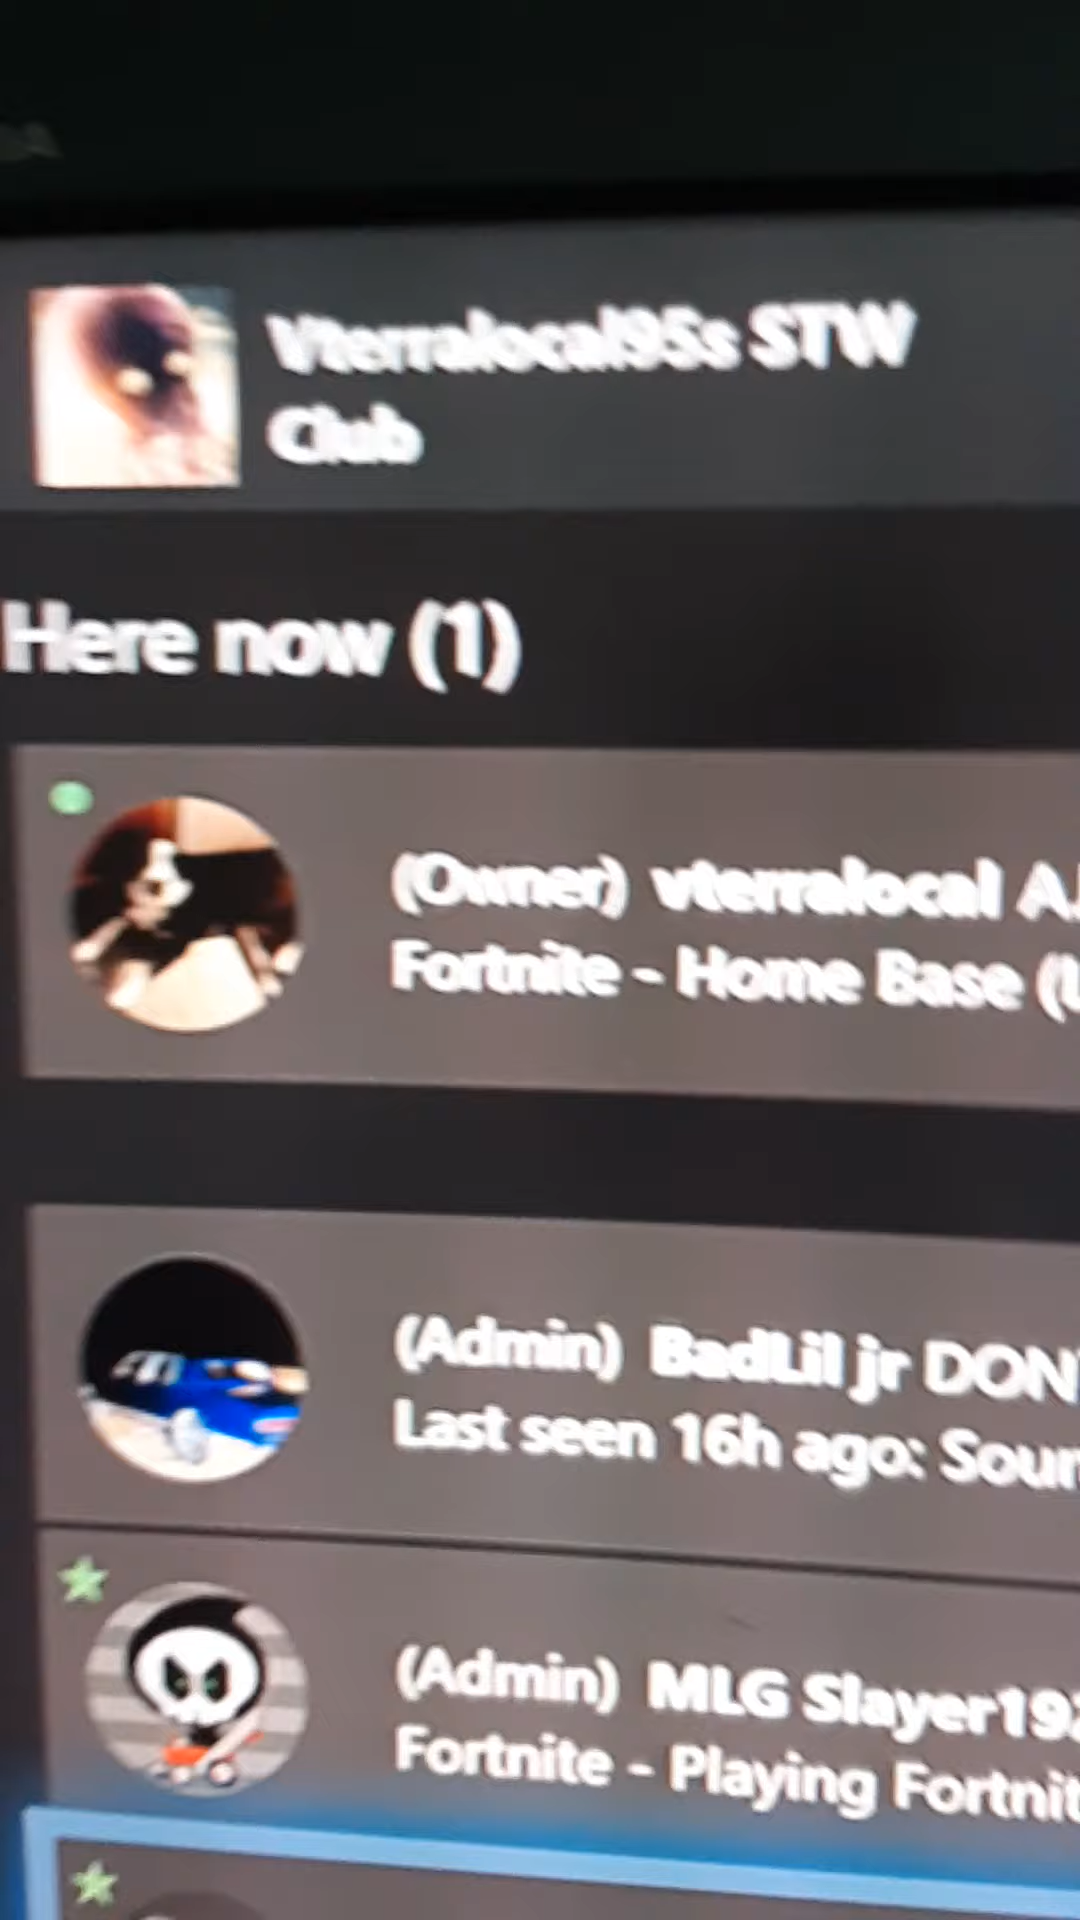 Vterralocal95s STW
Club
Here now (1)
(Owner) vterralocal
Fortnite - Home Base
(Admin) BadLil jr
Last seen 16h ago:
(Admin) MLG
Fortnite - Playing